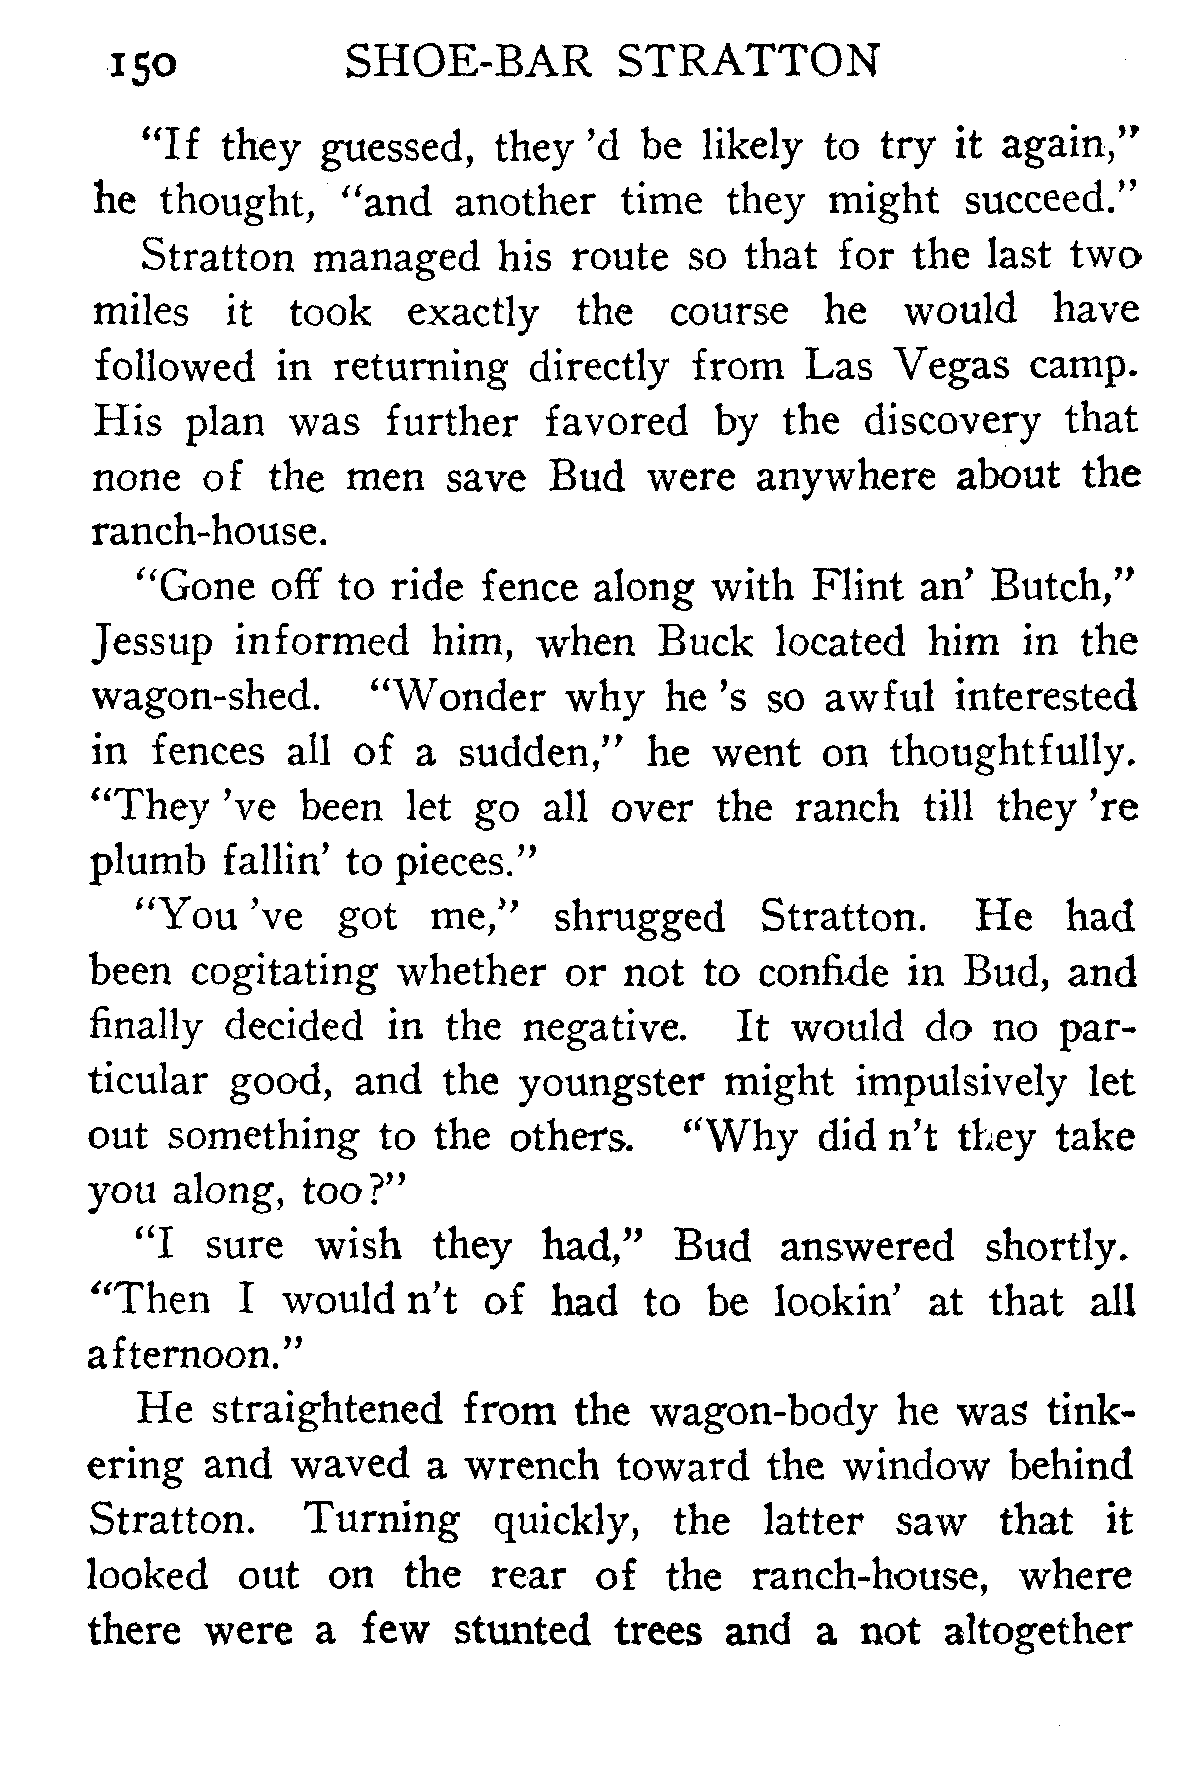 150 SHOE-BAR STRATTON
"If they guessed, they 'd be likely to try it again,"
he thought, "and another time they might succeed."
Stratton managed his route so that for the last two
miles it took exactly the course he would have
followed in returning directly from Las Vegas camp.
His plan was further favored by the discovery that
none of the men save Bud were anywhere about the
ranch-house.
"Gone off to ride fence along with Flint an' Butch,"
Jessup informed him, when Buck located him in the
wagon-shed. "Wonder why he 's so awful interested
in fences all of a sudden," he went on thoughtfully.
"They 've been let go all over the ranch till they 're
plumb fallin' to pieces."
"You 've got me," shrugged Stratton. He had
been cogitating whether or not to confide in Bud, and
finally decided in the negative. It would do no par-
ticular good, and the youngster might impulsively let
out something to the others. "Why did n't they take
you along, too?"
"I sure wish they had," Bud answered shortly.
"Then I would n't of had to be lookin' at that all
afternoon."
He straightened from the wagon-body he was tink-
ering and waved a wrench toward the window behind
Stratton. Turning quickly, the latter saw that it
looked out on the rear of the ranch-house, where
there were a few stunted trees and a not altogether